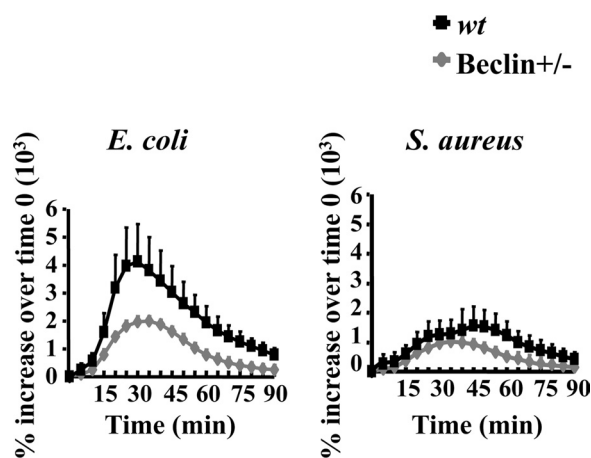 wt
Beclin+/-
E. coli
S. aureus
% increase over time 0 (10³)
6
5
4
3
2
1
0
15 30 45 60 75 90
Time (min)
% increase over time 0 (10³)
6
5
4
3
2
1
0
15 30 45 60 75 90
Time (min)